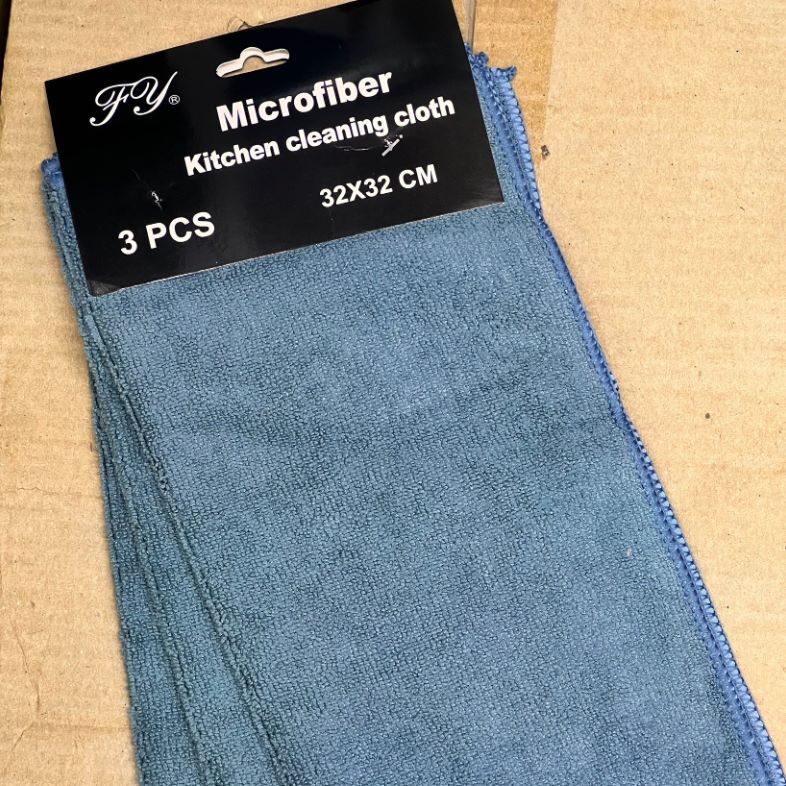 FY®
Microfiber
Kitchen cleaning cloth
32X32 CM
3 PCS